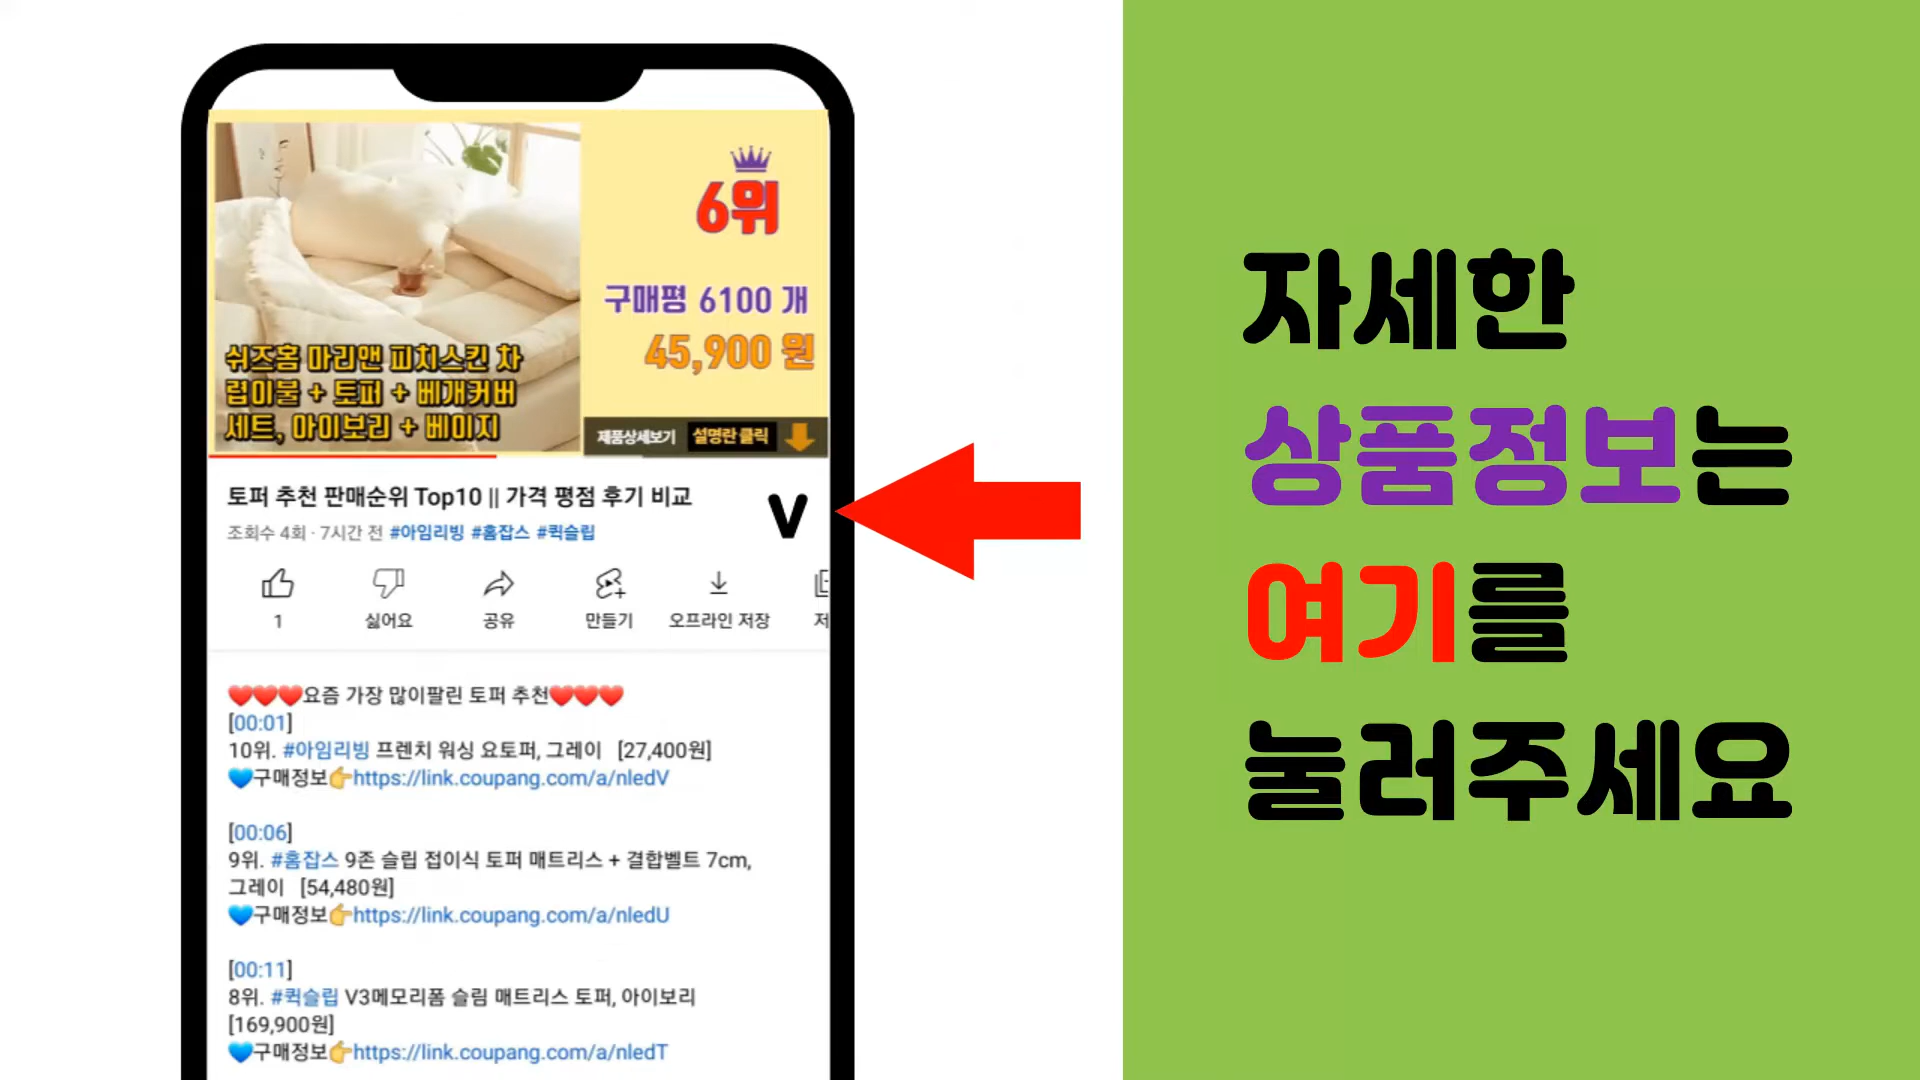 6위
구매평 6100 개
45,900 원
쉬즈홈 마리앤 피치스킨 차
렵이불 + 토퍼 + 베개커버
세트, 아이보리 + 베이지
제품상세보기 설명란 클릭
토퍼 추천 판매순위 Top10 || 가격 평점 후기 비교
V
조회수 4회 · 7시간 전 #아임리빙 #홈잡스 #퀵슬립
1 싫어요 공유 만들기 오프라인 저장 저
❤️❤️❤️요즘 가장 많이팔린 토퍼 추천❤️❤️❤️
[00:01]
10위. #아임리빙 프렌치 워싱 요토퍼, 그레이 [27,400원]
💙구매정보👉https://link.coupang.com/a/nledV
[00:06]
9위. #홈잡스 9존 슬립 접이식 토퍼 매트리스 + 결합벨트 7cm,
그레이 [54,480원]
💙구매정보👉https://link.coupang.com/a/nledU
[00:11]
8위. #퀵슬립 V3메모리폼 슬림 매트리스 토퍼, 아이보리
[169,900원]
💙구매정보👉https://link.coupang.com/a/nledT
자세한
상품정보는
여기를
눌러주세요